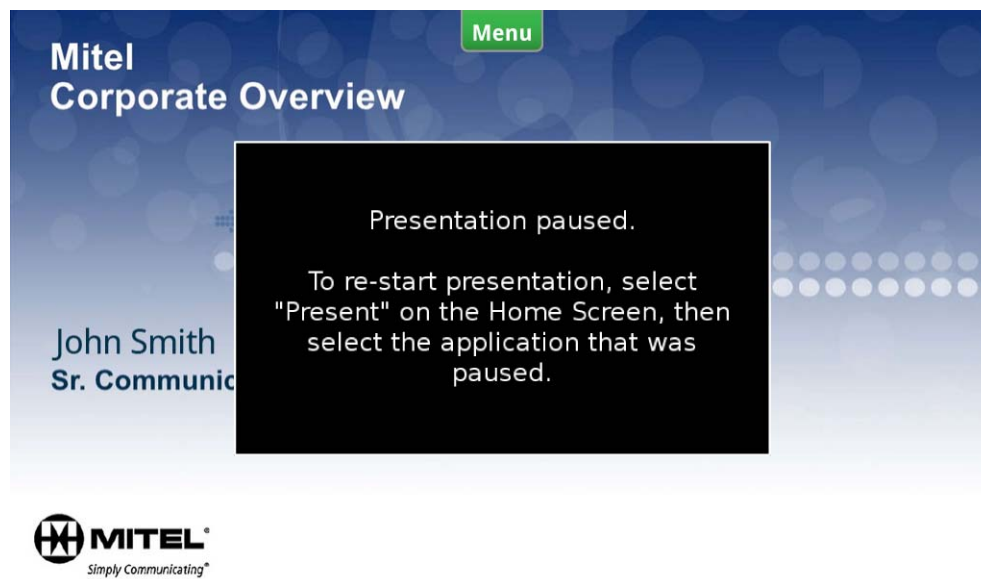 Menu
Mitel
Corporate Overview
Presentation paused.
To re-start presentation, select
"Present" on the Home Screen, then
select the application that was
paused.
John Smith
Sr. Communic
MITEL®
Simply Communicating®